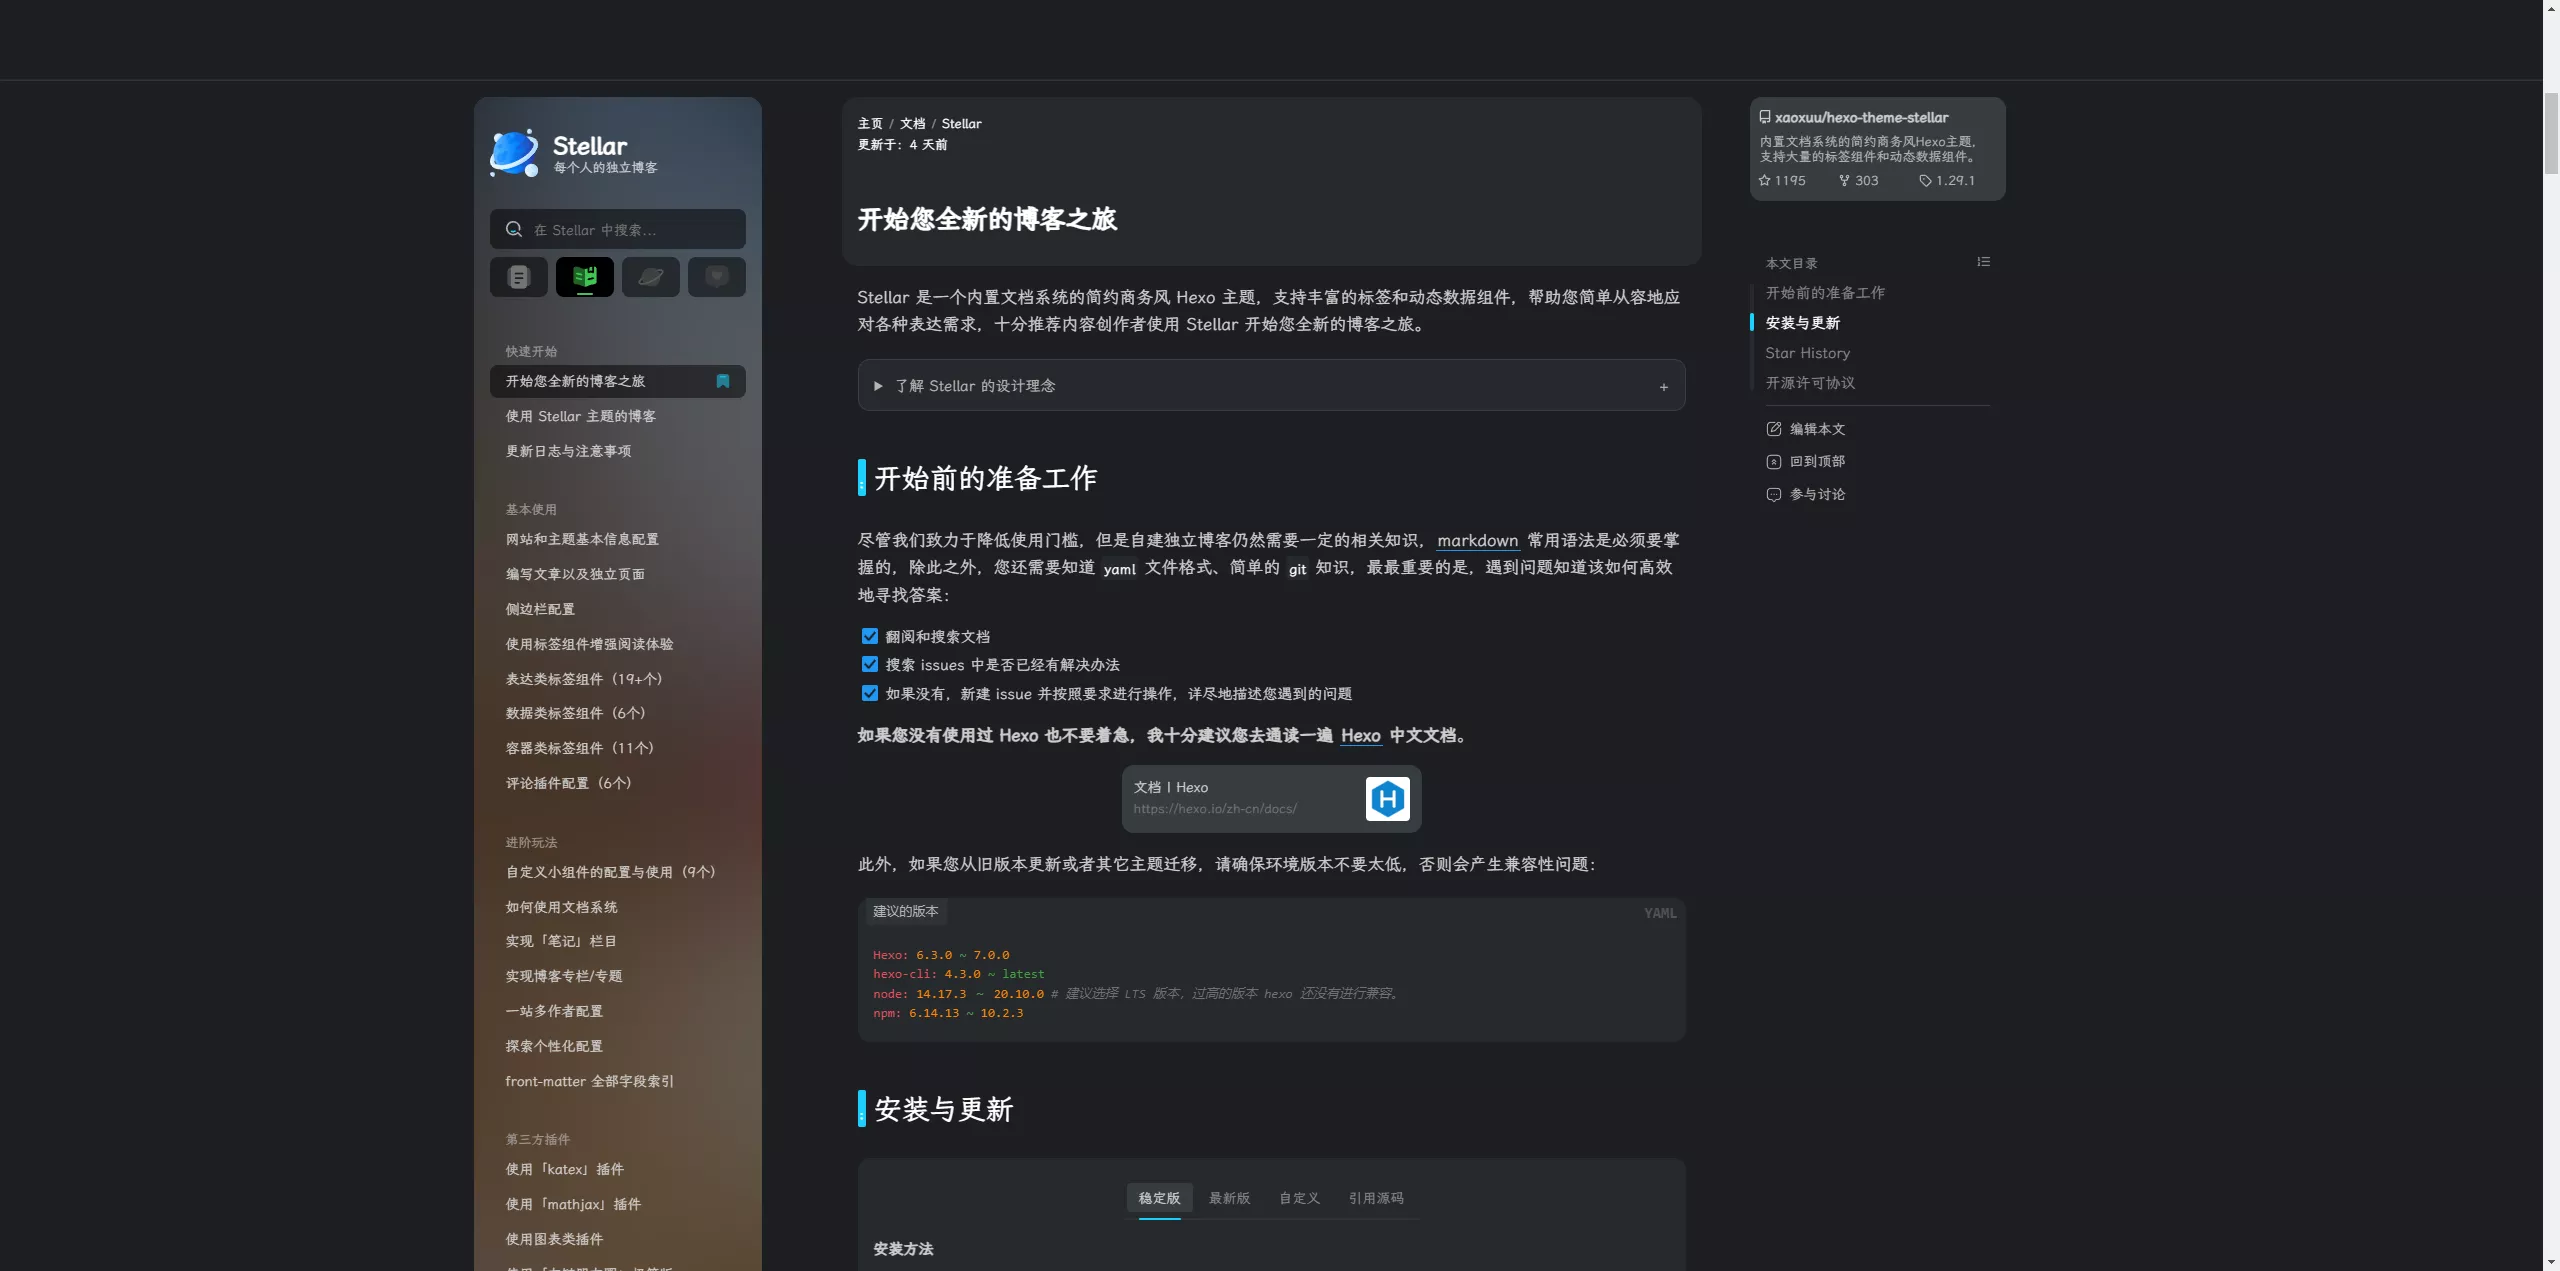 Stellar
每个人的独立博客
在 Stellar 中搜索...
快速开始
开始您全新的博客之旅
使用 Stellar 主题的博客
更新日志与注意事项
基本使用
网站和主题基本信息配置
编写文章以及独立页面
侧边栏配置
使用标签组件增强阅读体验
表达类标签组件（19+个）
数据类标签组件（6个）
容器类标签组件（11个）
评论插件配置（6个）
进阶玩法
自定义小组件的配置与使用（9个）
如何使用文档系统
实现「笔记」栏目
实现博客专栏/专题
一站多作者配置
探索个性化配置
front-matter 全部字段索引
第三方插件
使用「katex」插件
使用「mathjax」插件
使用图表类插件
主页 / 文档 / Stellar
更新于：4 天前
开始您全新的博客之旅
Stellar 是一个内置文档系统的简约商务风 Hexo 主题，支持丰富的标签和动态数据组件，帮助您简单从容地应
对各种表达需求，十分推荐内容创作者使用 Stellar 开始您全新的博客之旅。
了解 Stellar 的设计理念 +
开始前的准备工作
尽管我们致力于降低使用门槛，但是自建独立博客仍然需要一定的相关知识，markdown 常用语法是必须要掌
握的，除此之外，您还需要知道 yaml 文件格式、简单的 git 知识，最最重要的是，遇到问题知道该如何高效
地寻找答案：
翻阅和搜索文档
搜索 issues 中是否已经有解决办法
如果没有，新建 issue 并按照要求进行操作，详尽地描述您遇到的问题
如果您没有使用过 Hexo 也不要着急，我十分建议您去通读一遍 Hexo 中文文档。
文档 | Hexo
https://hexo.io/zh-cn/docs/
此外，如果您从旧版本更新或者其它主题迁移，请确保环境版本不要太低，否则会产生兼容性问题：
建议的版本 YAML
Hexo: 6.3.0 ~ 7.0.0
hexo-cli: 4.3.0 ~ latest
node: 14.17.3 ~ 20.10.0 # 建议选择 LTS 版本，过高的版本 hexo 还没有进行兼容。
npm: 6.14.13 ~ 10.2.3
安装与更新
稳定版 最新版 自定义 引用源码
安装方法
xaoxuu/hexo-theme-stellar
内置文档系统的简约商务风Hexo主题，
支持大量的标签组件和动态数据组件。
1195 303 1.29.1
本文目录
开始前的准备工作
安装与更新
Star History
开源许可协议
编辑本文
回到顶部
参与讨论